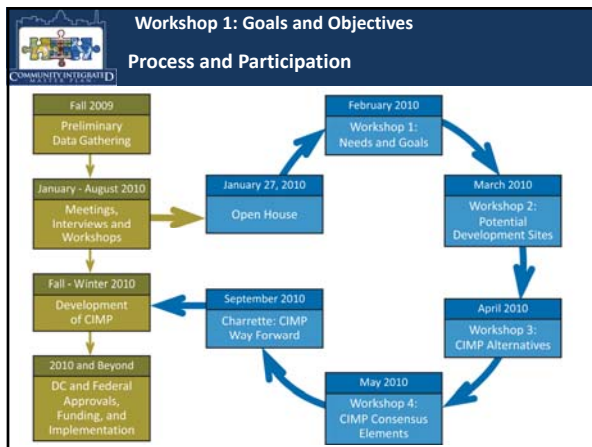 Workshop 1: Goals and Objectives
Process and Participation
COMMUNITY INTEGRATED
MASTER PLAN
Fall 2009
Preliminary
Data Gathering
January - August 2010
Meetings,
Interviews and
Workshops
Fall - Winter 2010
Development
of CIMP
2010 and Beyond
DC and Federal
Approvals,
Funding, and
Implementation
January 27, 2010
Open House
February 2010
Workshop 1:
Needs and Goals
March 2010
Workshop 2:
Potential
Development Sites
April 2010
Workshop 3:
CIMP Alternatives
May 2010
Workshop 4:
CIMP Consensus
Elements
September 2010
Charrette: CIMP
Way Forward